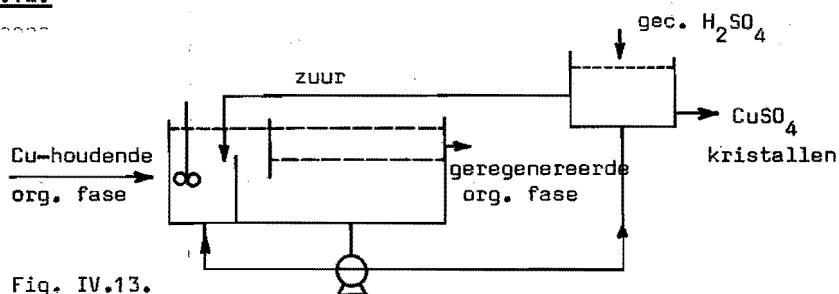 gec. H₂SO₄
zuur
CuSO₄
kristallen
Cu-houdende
org. fase
geregenereerde
org. fase
Fig. IV.13.